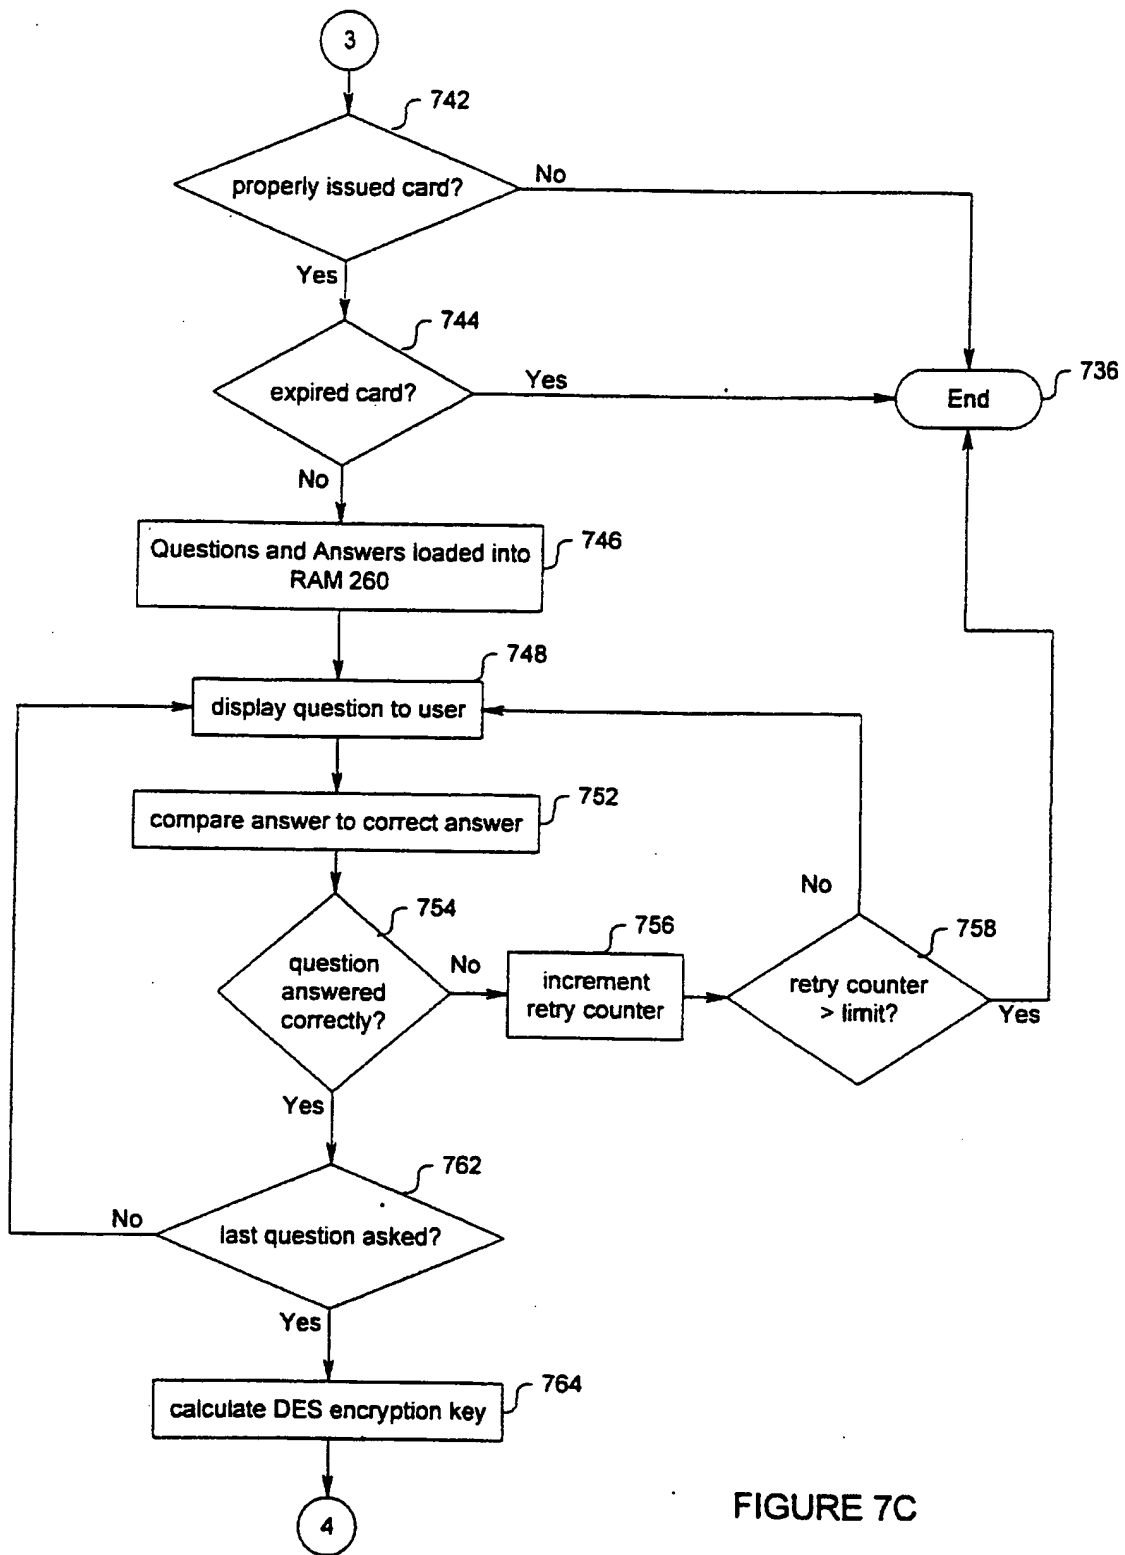 3
742
properly issued card?
No
Yes
744
expired card?
Yes
End
736
No
Questions and Answers loaded into
RAM 260
746
748
display question to user
752
compare answer to correct answer
No
754
question
answered
correctly?
No
756
increment
retry counter
758
retry counter
> limit?
Yes
Yes
762
No
last question asked?
Yes
764
calculate DES encryption key
4
FIGURE 7C